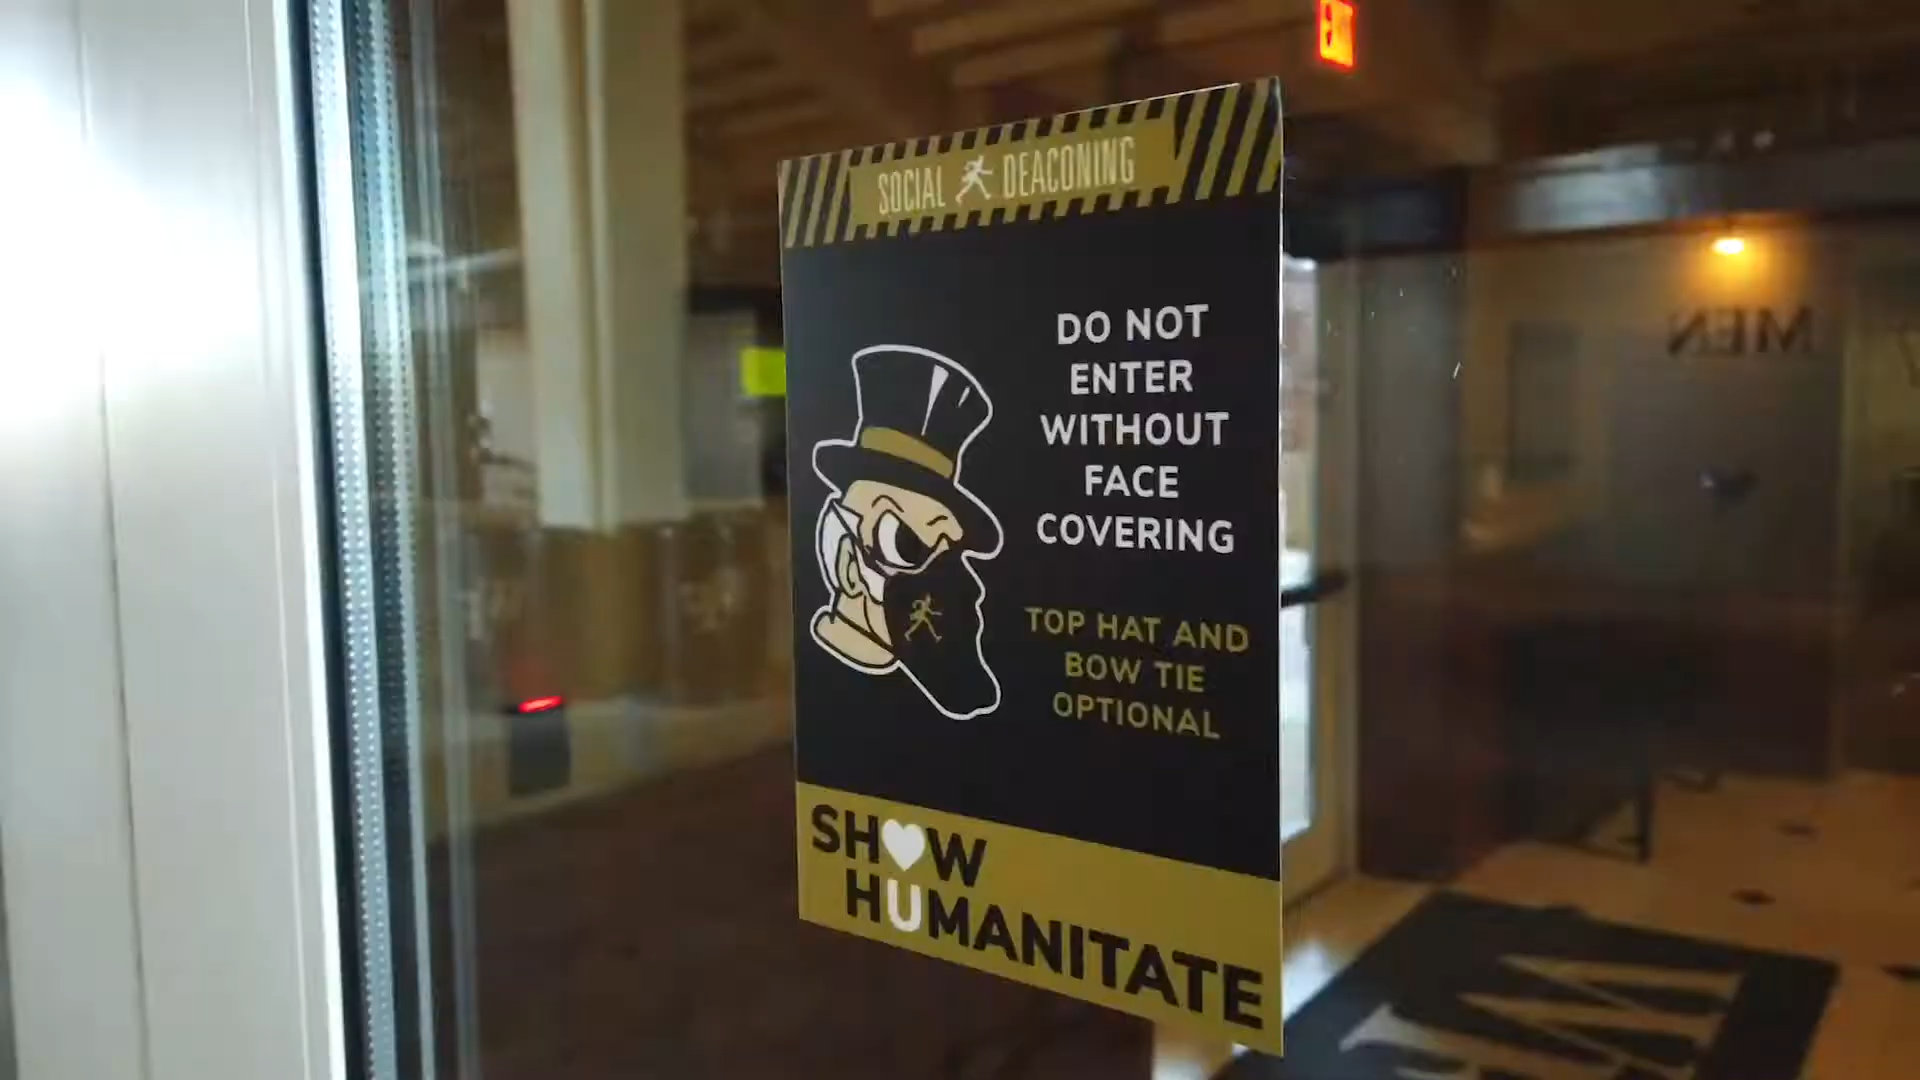 EXIT
SOCIAL DEACONING
DO NOT
ENTER
WITHOUT
FACE
COVERING
TOP HAT AND
BOW TIE
OPTIONAL
SHOW
HUMANITATE
MEN